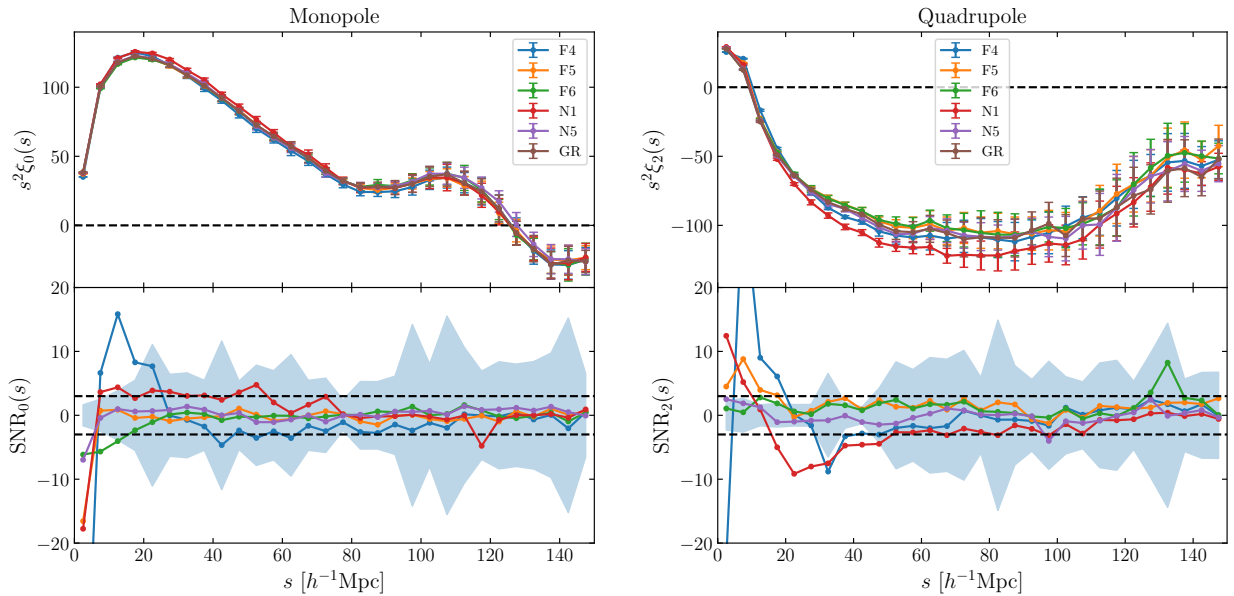 Monopole
100
50
0
s²ξ₀(s)
F4
F5
F6
N1
N5
GR
20
10
0
−10
−20
SNR₀(s)
0 20 40 60 80 100 120 140
s [h⁻¹Mpc]
Quadrupole
0
−50
−100
s²ξ₂(s)
F4
F5
F6
N1
N5
GR
20
10
0
−10
−20
SNR₂(s)
0 20 40 60 80 100 120 140
s [h⁻¹Mpc]